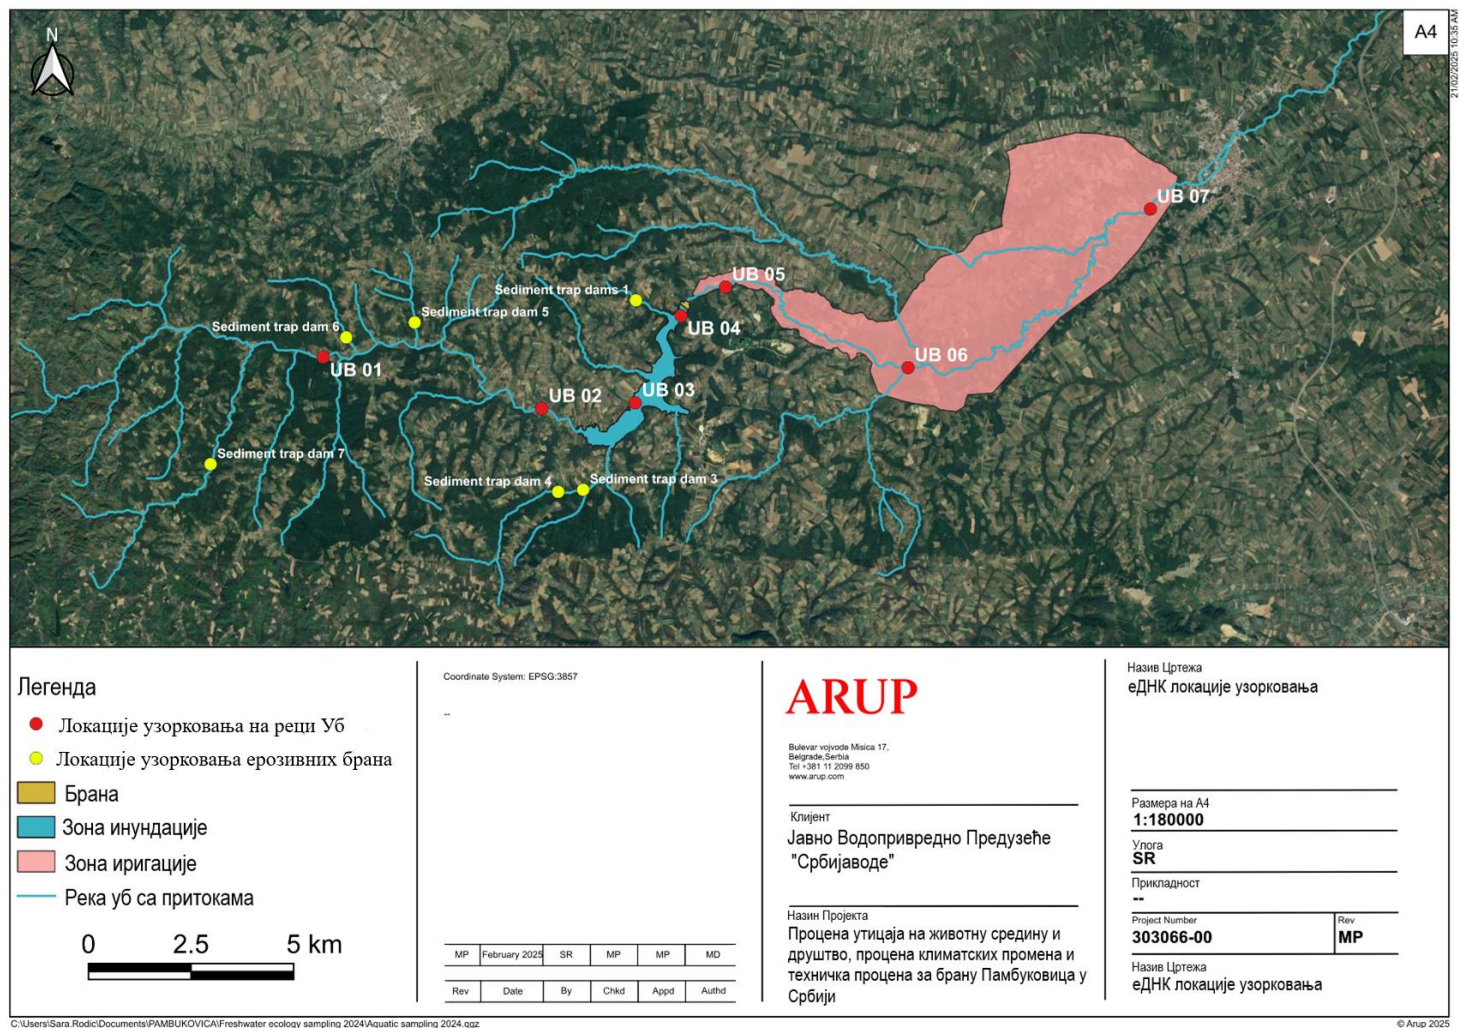 A4
21/02/2025 10:35 AM
N
UB 07
UB 05
Sediment trap dams 1
Sediment trap dam 5
Sediment trap dam 6
UB 04
UB 06
UB 01
UB 02
UB 03
Sediment trap dam 7
Sediment trap dam 4
Sediment trap dam 3
Легенда
Локације узорковања на реци Уб
Локације узорковања ерозивних брана
Брана
Зона инундације
Зона иригације
Река уб са притокама
0 2.5 5 km
Coordinate System: EPSG:3857
--
MP February 2025 SR MP MP MD
Rev Date By Chkd Appd Authd
ARUP
Bulevar vojvode Misica 17,
Belgrade,Serbia
Tel +381 11 2099 850
www.arup.com
Клијент
Јавно Водопривредно Предузеће
"Србијаводе"
Назин Пројекта
Процена утицаја на животну средину и
друштво, процена климатских промена и
техничка процена за брану Памбуковица у
Србији
Назив Цртежа
еДНК локације узорковања
Размера на А4
1:180000
Улога
SR
Прикладност
--
Project Number
303066-00
Rev
MP
Назив Цртежа
еДНК локације узорковања
C:\Users\Sara.Rodic\Documents\PAMBUKOVICA\Freshwater ecology sampling 2024\Aquatic sampling 2024.qgz
© Arup 2025